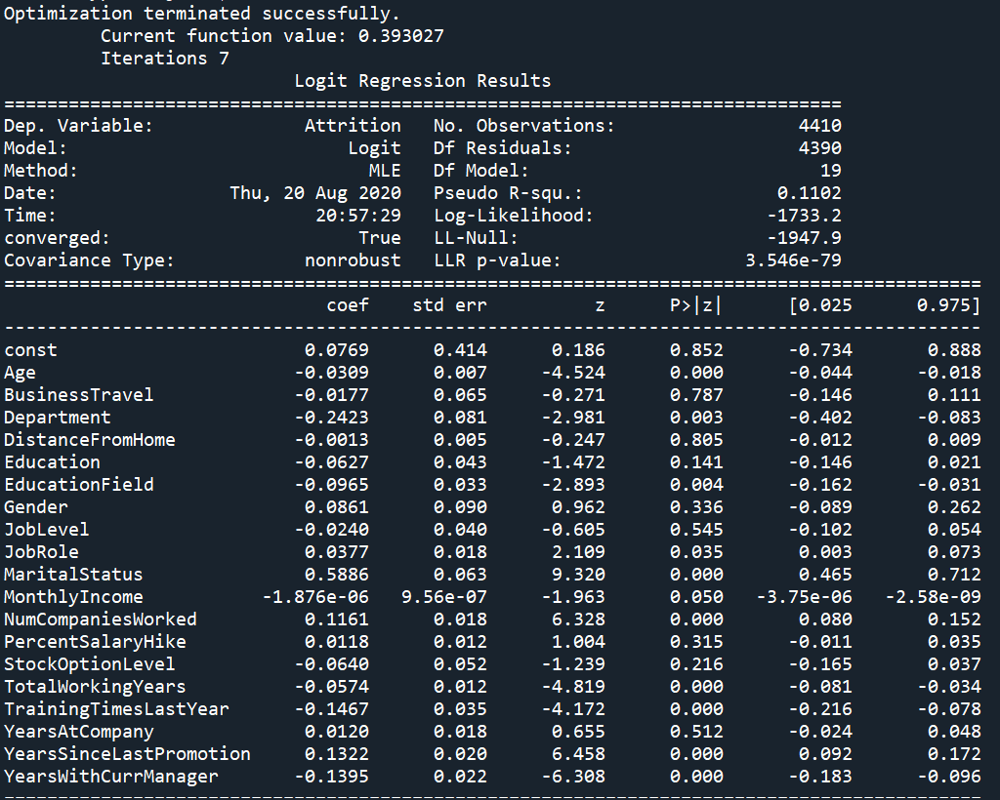 Optimization terminated successfully.
         Current function value: 0.393027
         Iterations 7
                           Logit Regression Results
==============================================================================
Dep. Variable:              Attrition   No. Observations:                 4410
Model:                          Logit   Df Residuals:                     4390
Method:                           MLE   Df Model:                           19
Date:                Thu, 20 Aug 2020   Pseudo R-squ.:                  0.1102
Time:                        20:57:29   Log-Likelihood:                -1733.2
converged:                       True   LL-Null:                       -1947.9
Covariance Type:            nonrobust   LLR p-value:                 3.546e-79
===========================================================================================
                              coef    std err          z      P>|z|      [0.025      0.975]
-------------------------------------------------------------------------------------------
const                       0.0769      0.414      0.186      0.852      -0.734       0.888
Age                        -0.0309      0.007     -4.524      0.000      -0.044      -0.018
BusinessTravel             -0.0177      0.065     -0.271      0.787      -0.146       0.111
Department                 -0.2423      0.081     -2.981      0.003      -0.402      -0.083
DistanceFromHome           -0.0013      0.005     -0.247      0.805      -0.012       0.009
Education                  -0.0627      0.043     -1.472      0.141      -0.146       0.021
EducationField             -0.0965      0.033     -2.893      0.004      -0.162      -0.031
Gender                      0.0861      0.090      0.962      0.336      -0.089       0.262
JobLevel                   -0.0240      0.040     -0.605      0.545      -0.102       0.054
JobRole                     0.0377      0.018      2.109      0.035       0.003       0.073
MaritalStatus               0.5886      0.063      9.320      0.000       0.465       0.712
MonthlyIncome           -1.876e-06   9.56e-07     -1.963      0.050   -3.75e-06   -2.58e-09
NumCompaniesWorked          0.1161      0.018      6.328      0.000       0.080       0.152
PercentSalaryHike           0.0118      0.012      1.004      0.315      -0.011       0.035
StockOptionLevel           -0.0640      0.052     -1.239      0.216      -0.165       0.037
TotalWorkingYears          -0.0574      0.012     -4.819      0.000      -0.081      -0.034
TrainingTimesLastYear      -0.1467      0.035     -4.172      0.000      -0.216      -0.078
YearsAtCompany              0.0120      0.018      0.655      0.512      -0.024       0.048
YearsSinceLastPromotion     0.1322      0.020      6.458      0.000       0.092       0.172
YearsWithCurrManager       -0.1395      0.022     -6.308      0.000      -0.183      -0.096